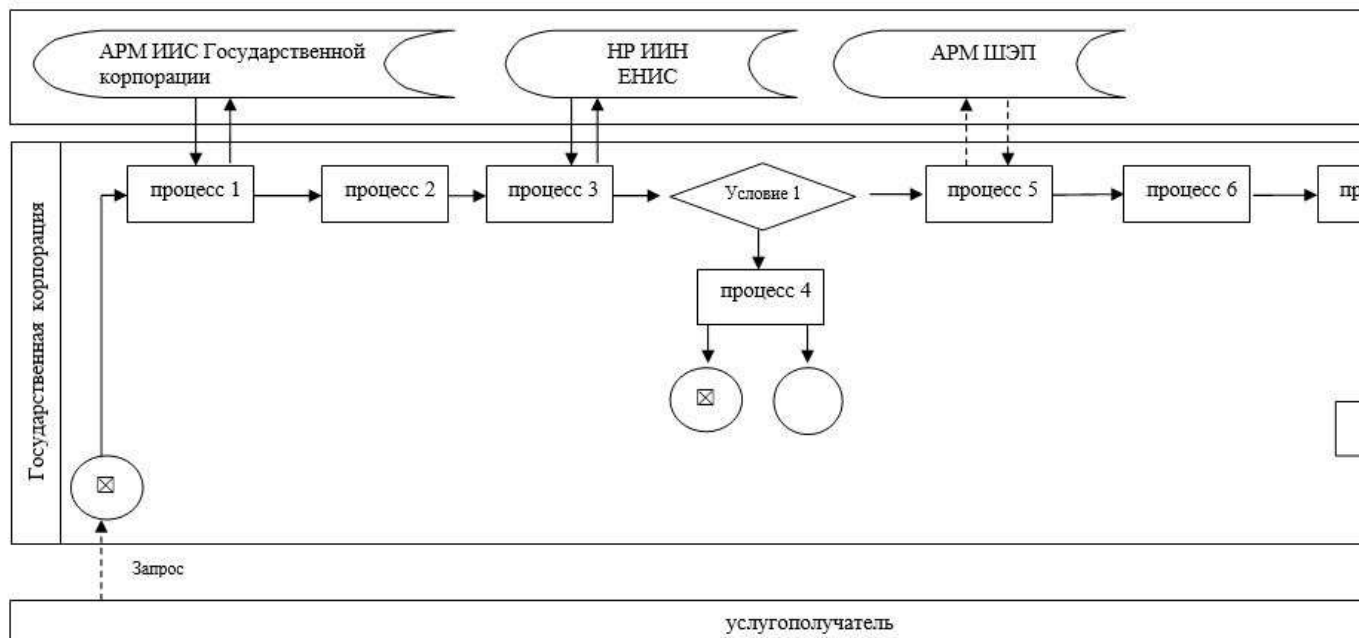 АРМ ИИС Государственной
корпорации
НР ИИН
ЕНИС
АРМ ШЭП
Государственная корпорация
процесс 1
процесс 2
процесс 3
Условие 1
процесс 5
процесс 6
процесс 4
Запрос
услугополучатель